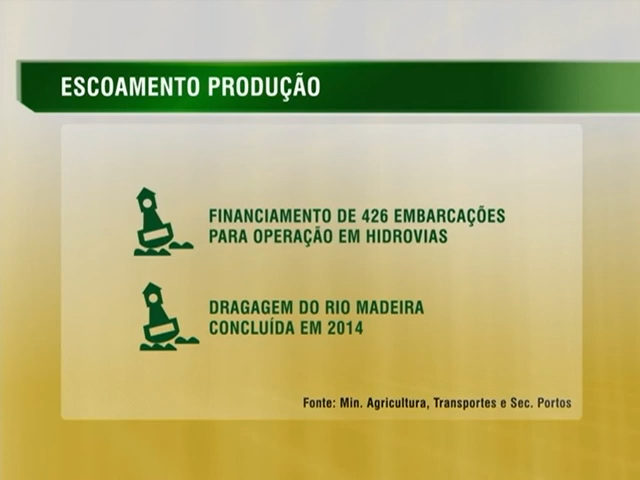 ESCOAMENTO PRODUÇÃO
FINANCIAMENTO DE 426 EMBARCAÇÕES
PARA OPERAÇÃO EM HIDROVIAS
DRAGAGEM DO RIO MADEIRA
CONCLUÍDA EM 2014
Fonte: Min. Agricultura, Transportes e Sec. Portos